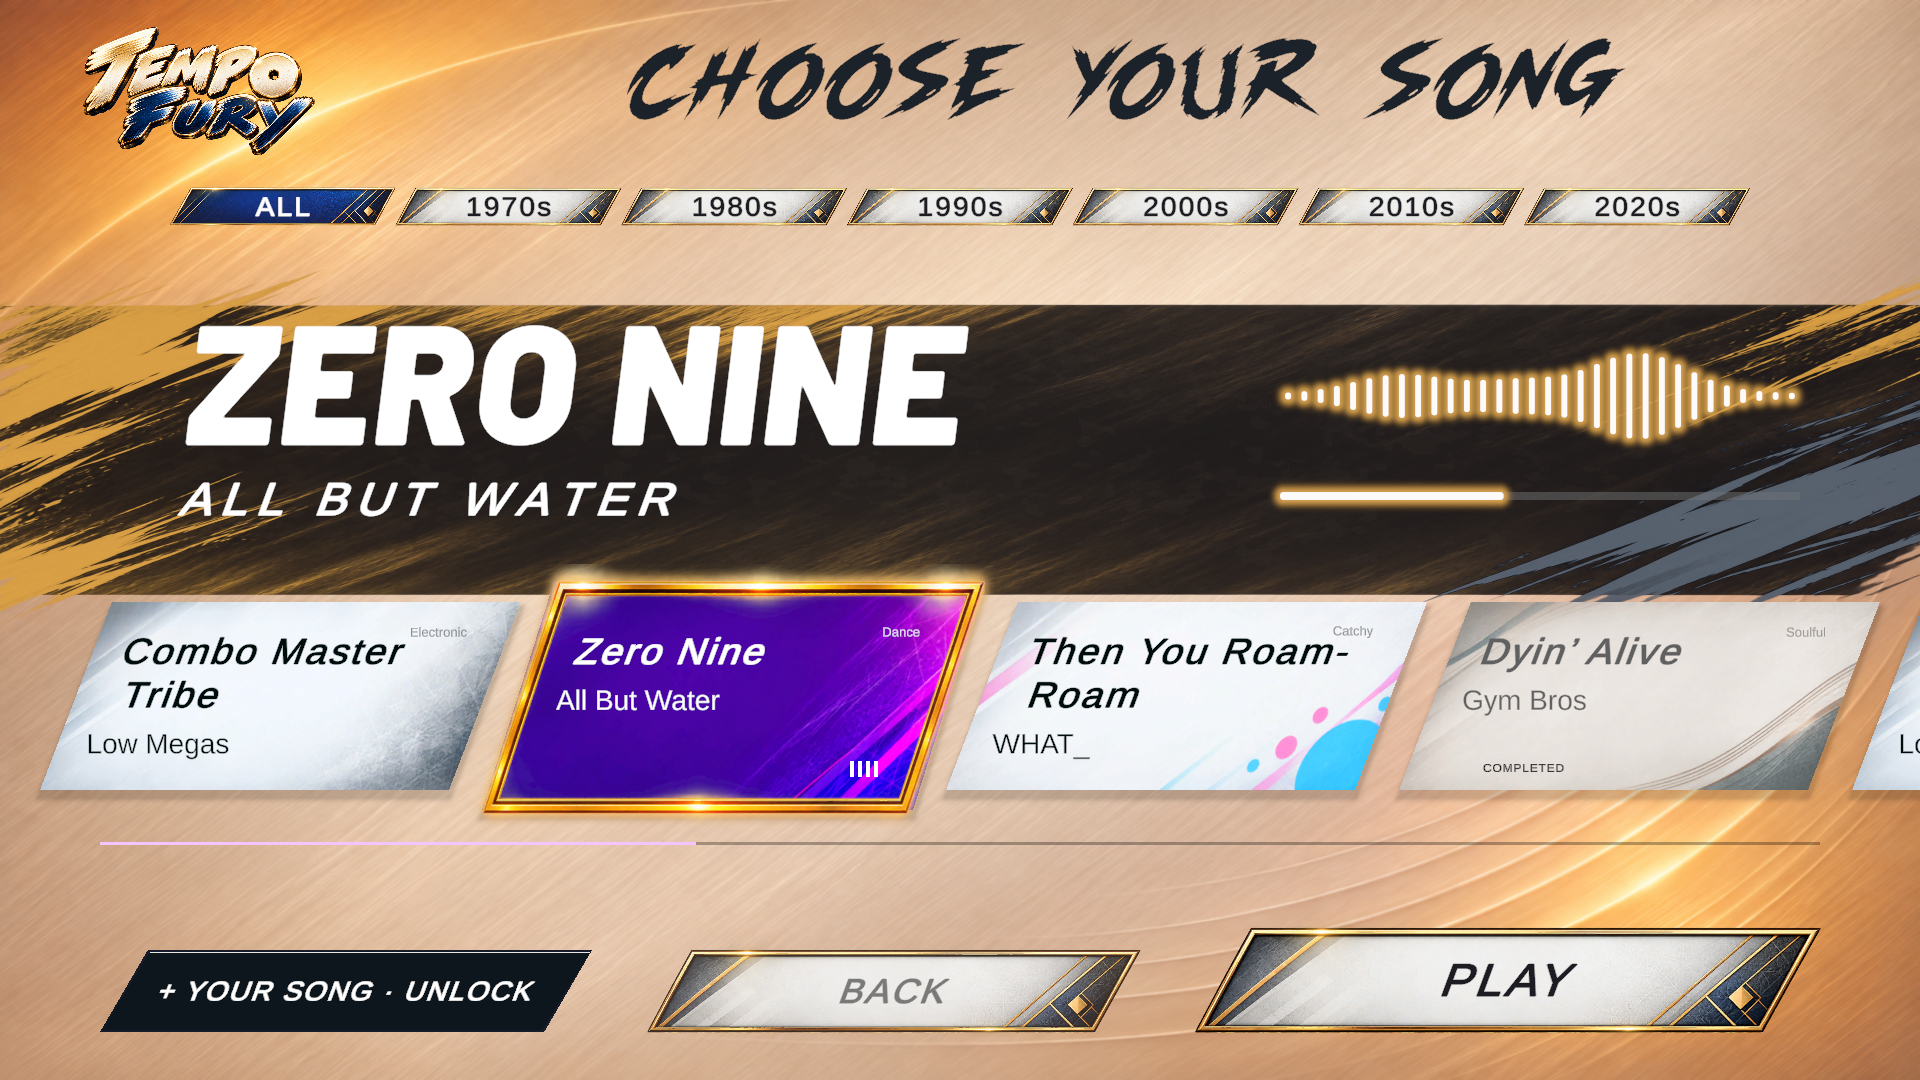 TEMPO
FURY
CHOOSE YOUR SONG
ALL
1970s
1980s
1990s
2000s
2010s
2020s
ZERO NINE
ALL BUT WATER
Electronic
Combo Master
Tribe
Low Megas
Dance
Zero Nine
All But Water
Catchy
Then You Roam-
Roam
WHAT_
Soulful
Dyin’ Alive
Gym Bros
COMPLETED
+ YOUR SONG · UNLOCK
BACK
PLAY